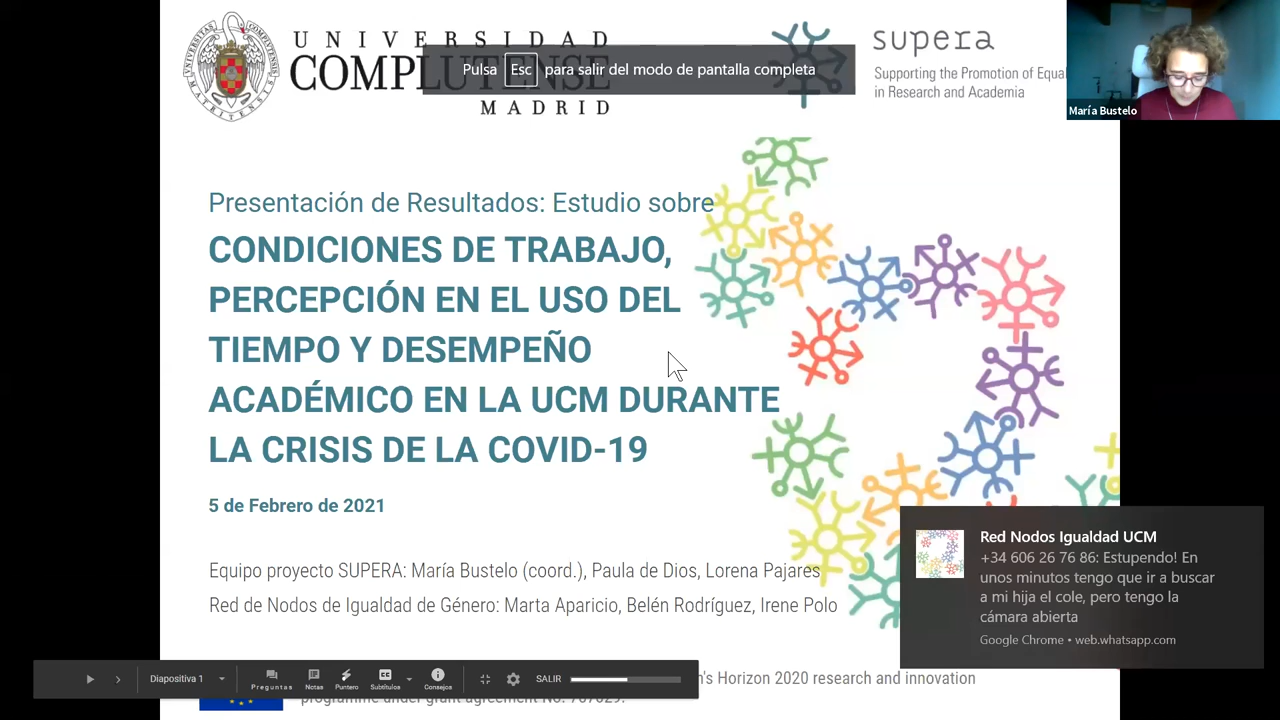 UNIVERSIDAD
COMPLUTENSE
MADRID
supera
Supporting the Promotion of Equal
in Research and Academia
Pulsa Esc para salir del modo de pantalla completa
María Bustelo
Presentación de Resultados: Estudio sobre
CONDICIONES DE TRABAJO,
PERCEPCIÓN EN EL USO DEL
TIEMPO Y DESEMPEÑO
ACADÉMICO EN LA UCM DURANTE
LA CRISIS DE LA COVID-19
5 de Febrero de 2021
Equipo proyecto SUPERA: María Bustelo (coord.), Paula de Dios, Lorena Pajares
Red de Nodos de Igualdad de Género: Marta Aparicio, Belén Rodríguez, Irene Polo
Red Nodos Igualdad UCM
+34 606 26 76 86: Estupendo! En
unos minutos tengo que ir a buscar
a mi hija el cole, pero tengo la
cámara abierta
Google Chrome • web.whatsapp.com
Diapositiva 1
Preguntas
Notas
Puntero
Subtítulos
Consejos
SALIR
n's Horizon 2020 research and innovation
programme under grant agreement No.